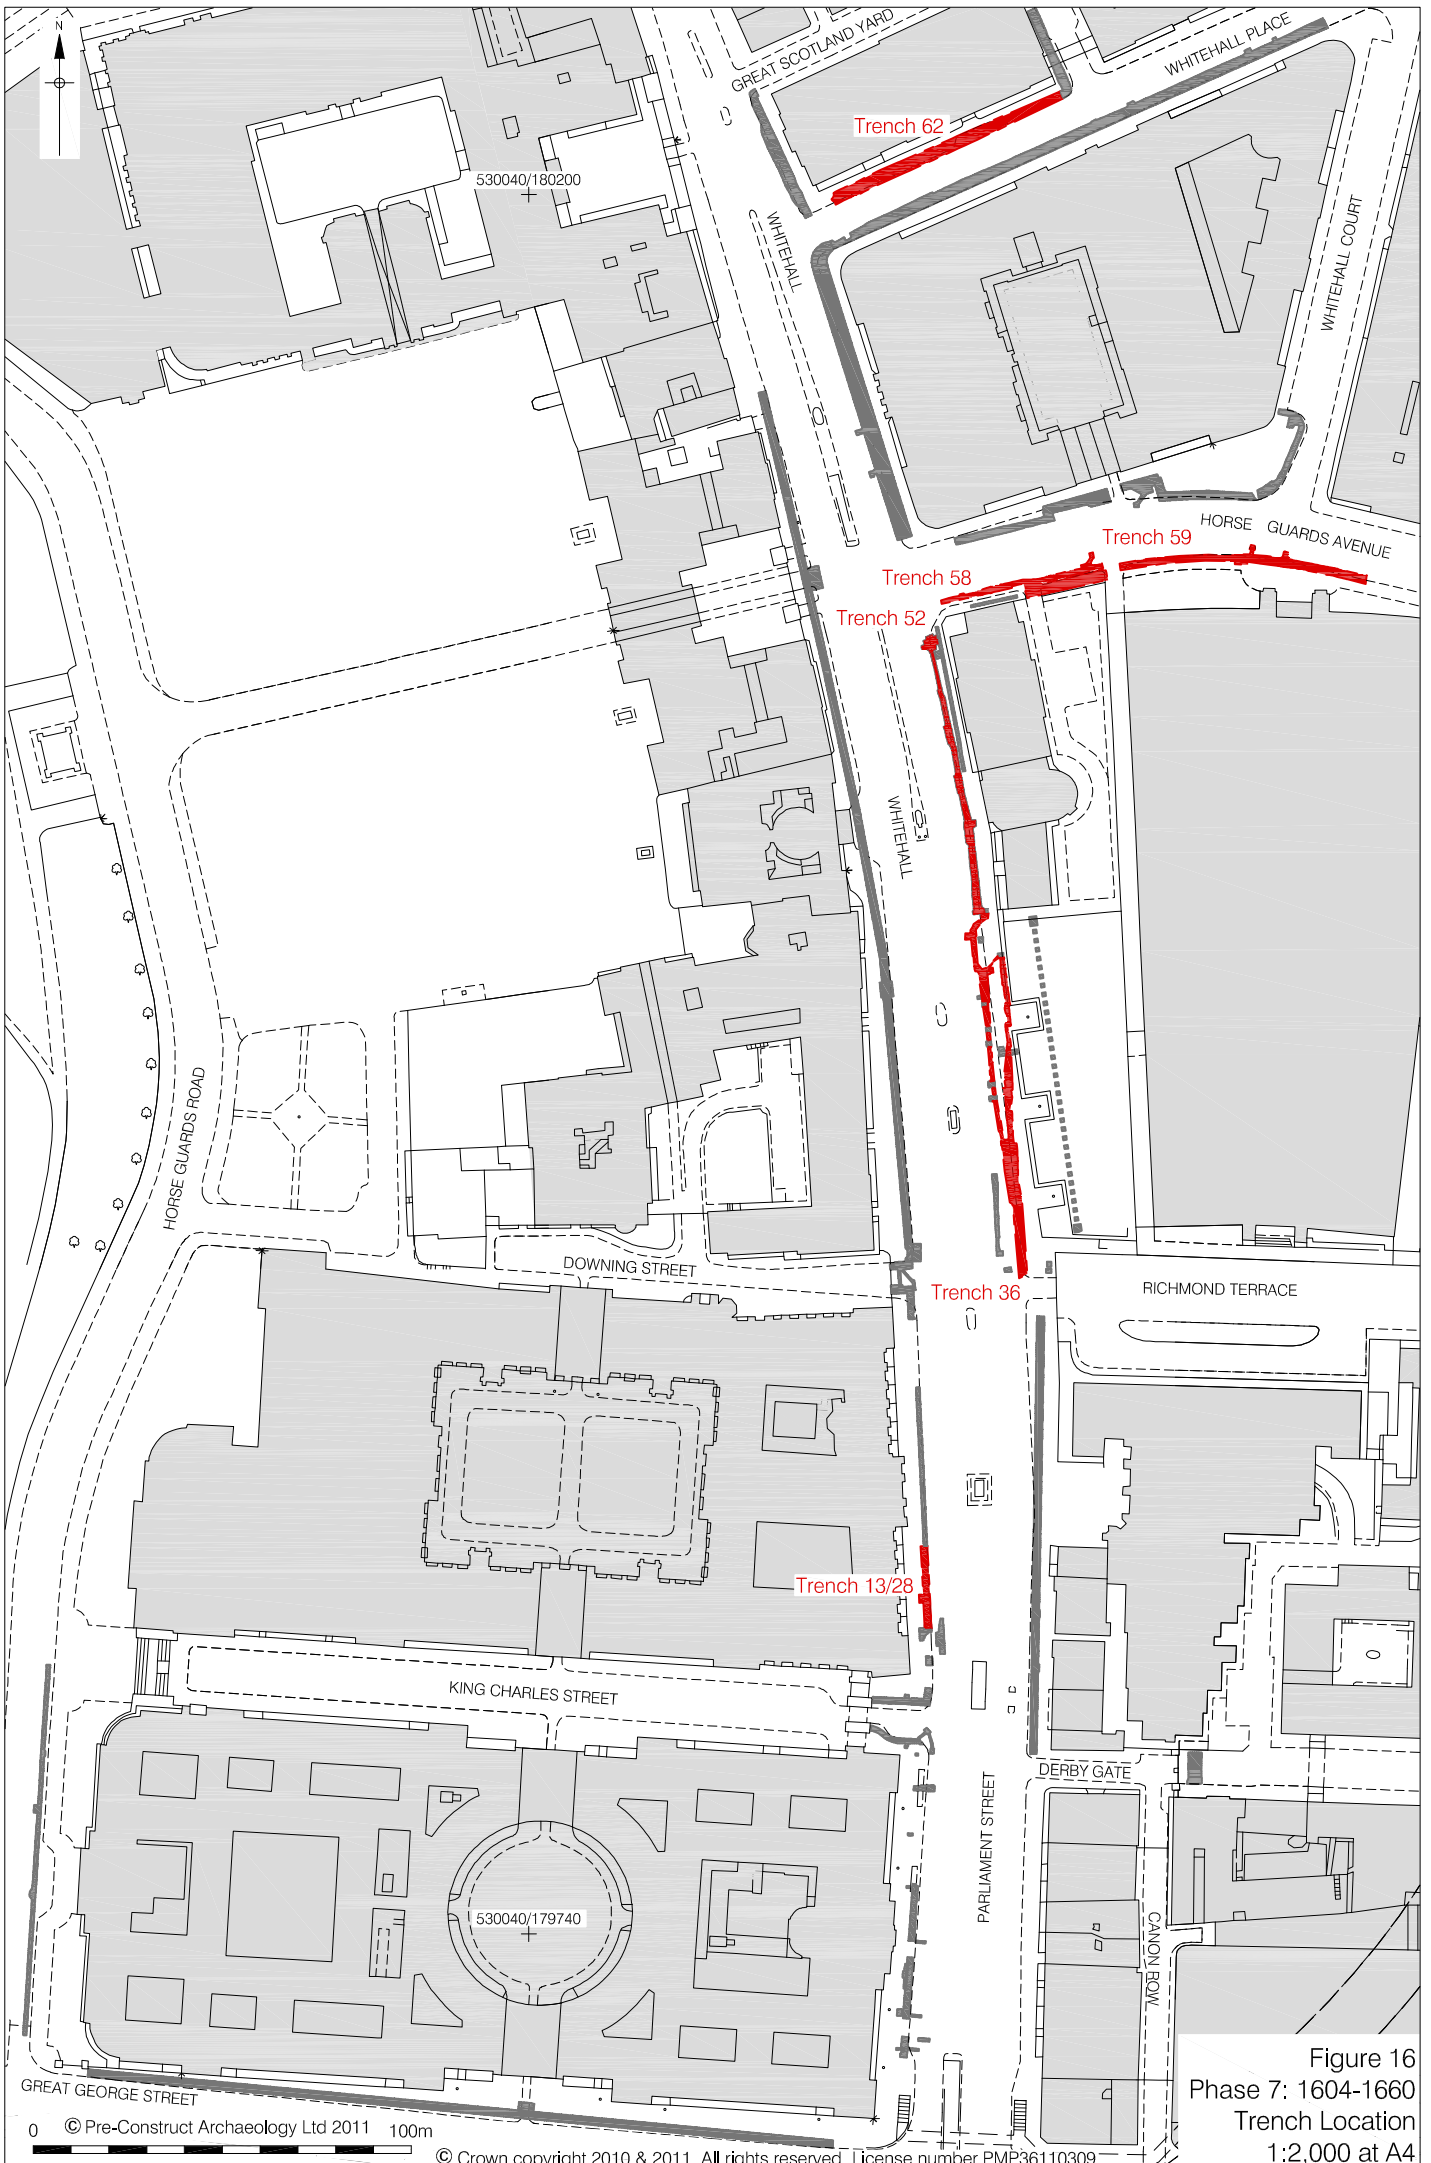 N
GREAT SCOTLAND YARD
WHITEHALL PLACE
Trench 62
530040/180200
WHITEHALL
WHITEHALL COURT
HORSE GUARDS AVENUE
Trench 59
Trench 58
Trench 52
WHITEHALL
HORSE GUARDS ROAD
DOWNING STREET
Trench 36
RICHMOND TERRACE
Trench 13/28
KING CHARLES STREET
DERBY GATE
PARLIAMENT STREET
530040/179740
CANON ROW
GREAT GEORGE STREET
Figure 16
Phase 7: 1604-1660
Trench Location
1:2,000 at A4
0 © Pre-Construct Archaeology Ltd 2011 100m
© Crown copyright 2010 & 2011. All rights reserved. License number PMP36110309